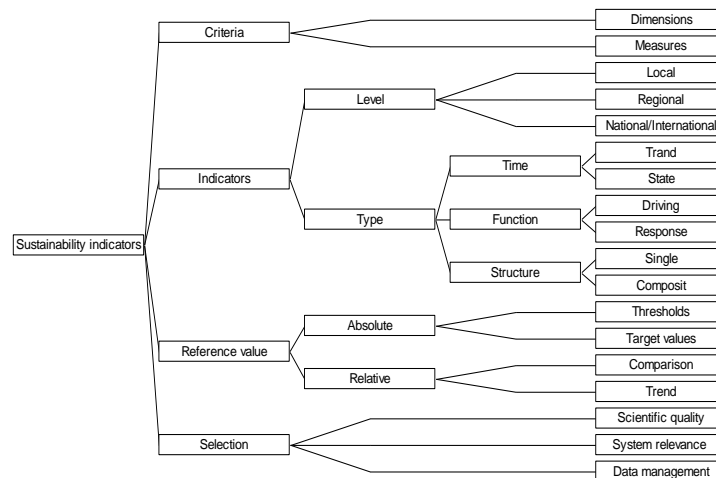 Sustainability indicators
Criteria
Dimensions
Measures
Indicators
Level
Local
Regional
National/International
Type
Time
Trand
State
Function
Driving
Response
Structure
Single
Composit
Reference value
Absolute
Thresholds
Target values
Relative
Comparison
Trend
Selection
Scientific quality
System relevance
Data management